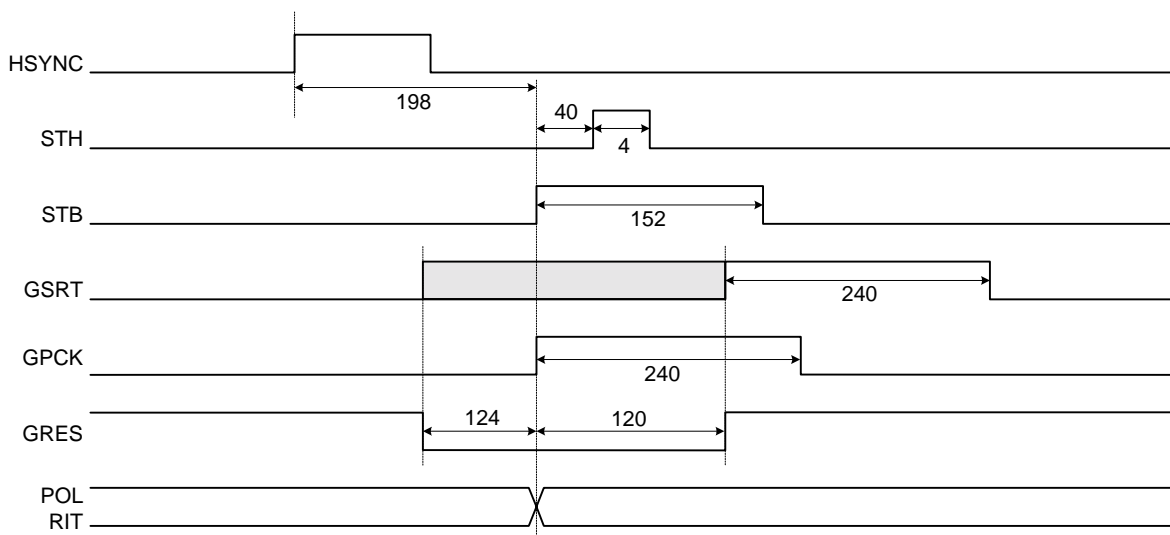 HSYNC
198
40
STH
4
STB
152
GSRT
240
GPCK
240
GRES
124 120
POL
RIT